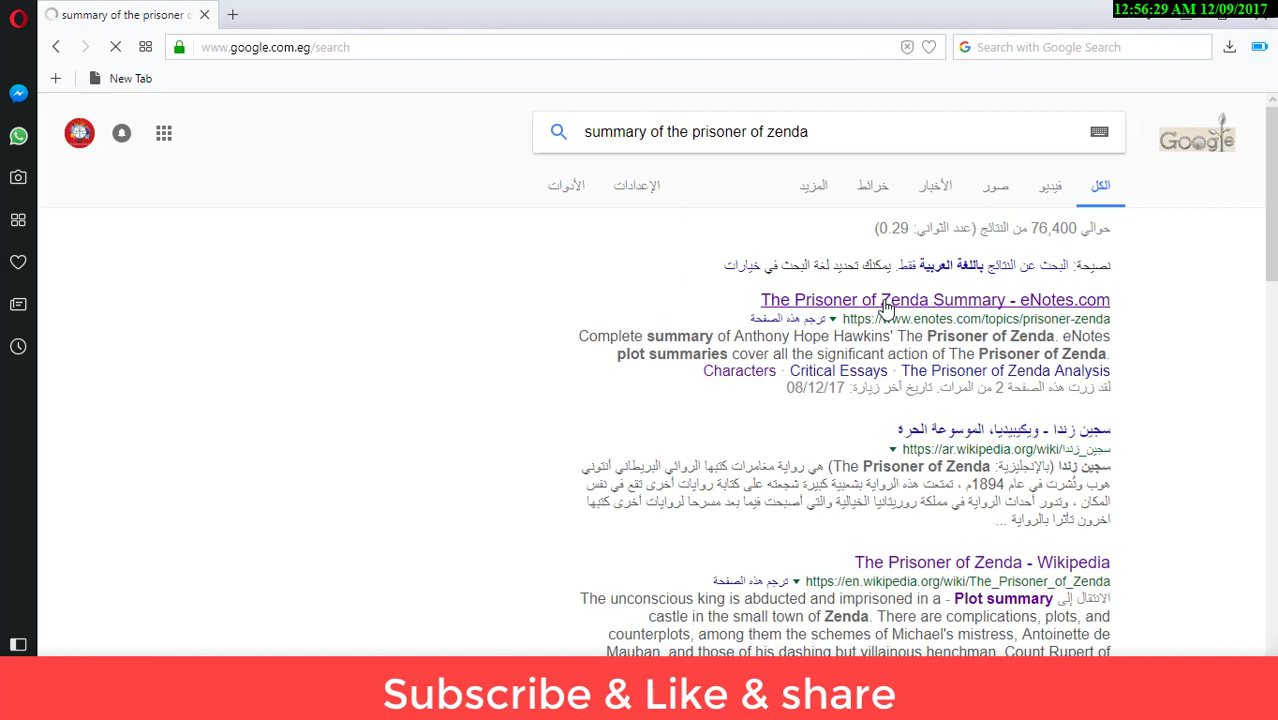 summary of the prisoner o
12:56:29 AM 12/09/2017
www.google.com.eg/search
Search with Google Search
New Tab
summary of the prisoner of zenda
Google
الكل
فيديو
صور
الأخبار
خرائط
المزيد
الإعدادات
الأدوات
حوالي 76,400 من النتائج (عدد الثواني: 0.29)
نصيحة: البحث عن النتائج باللغة العربية فقط. يمكنك تحديد لغة البحث في خيارات
The Prisoner of Zenda Summary - eNotes.com
https://www.enotes.com/topics/prisoner-zenda ترجم هذه الصفحة
Complete summary of Anthony Hope Hawkins' The Prisoner of Zenda. eNotes
plot summaries cover all the significant action of The Prisoner of Zenda.
Characters · Critical Essays · The Prisoner of Zenda Analysis
لقد زرت هذه الصفحة 2 من المرات. تاريخ آخر زيارة: 08/12/17
سجين زندا - ويكيبيديا، الموسوعة الحرة
https://ar.wikipedia.org/wiki/سجين_زندا
سجين زندا (بالإنجليزية: The Prisoner of Zenda) هي رواية مغامرات كتبها الروائي البريطاني أنتوني
هوب ونُشرت في عام 1894م ، تمتعت هذه الرواية بشعبية كبيرة شجعته على كتابة روايات أخرى تقع في نفس
المكان ، وتدور أحداث الرواية في مملكة روريتانيا الخيالية والتي أصبحت فيما بعد مسرحا لروايات أخرى كتبها
اخرون تأثرا بالرواية ...
The Prisoner of Zenda - Wikipedia
https://en.wikipedia.org/wiki/The_Prisoner_of_Zenda ترجم هذه الصفحة
الانتقال إلى Plot summary - The unconscious king is abducted and imprisoned in a
castle in the small town of Zenda. There are complications, plots, and
counterplots, among them the schemes of Michael's mistress, Antoinette de
Mauban, and those of his dashing but villainous henchman, Count Rupert of
Subscribe & Like & share